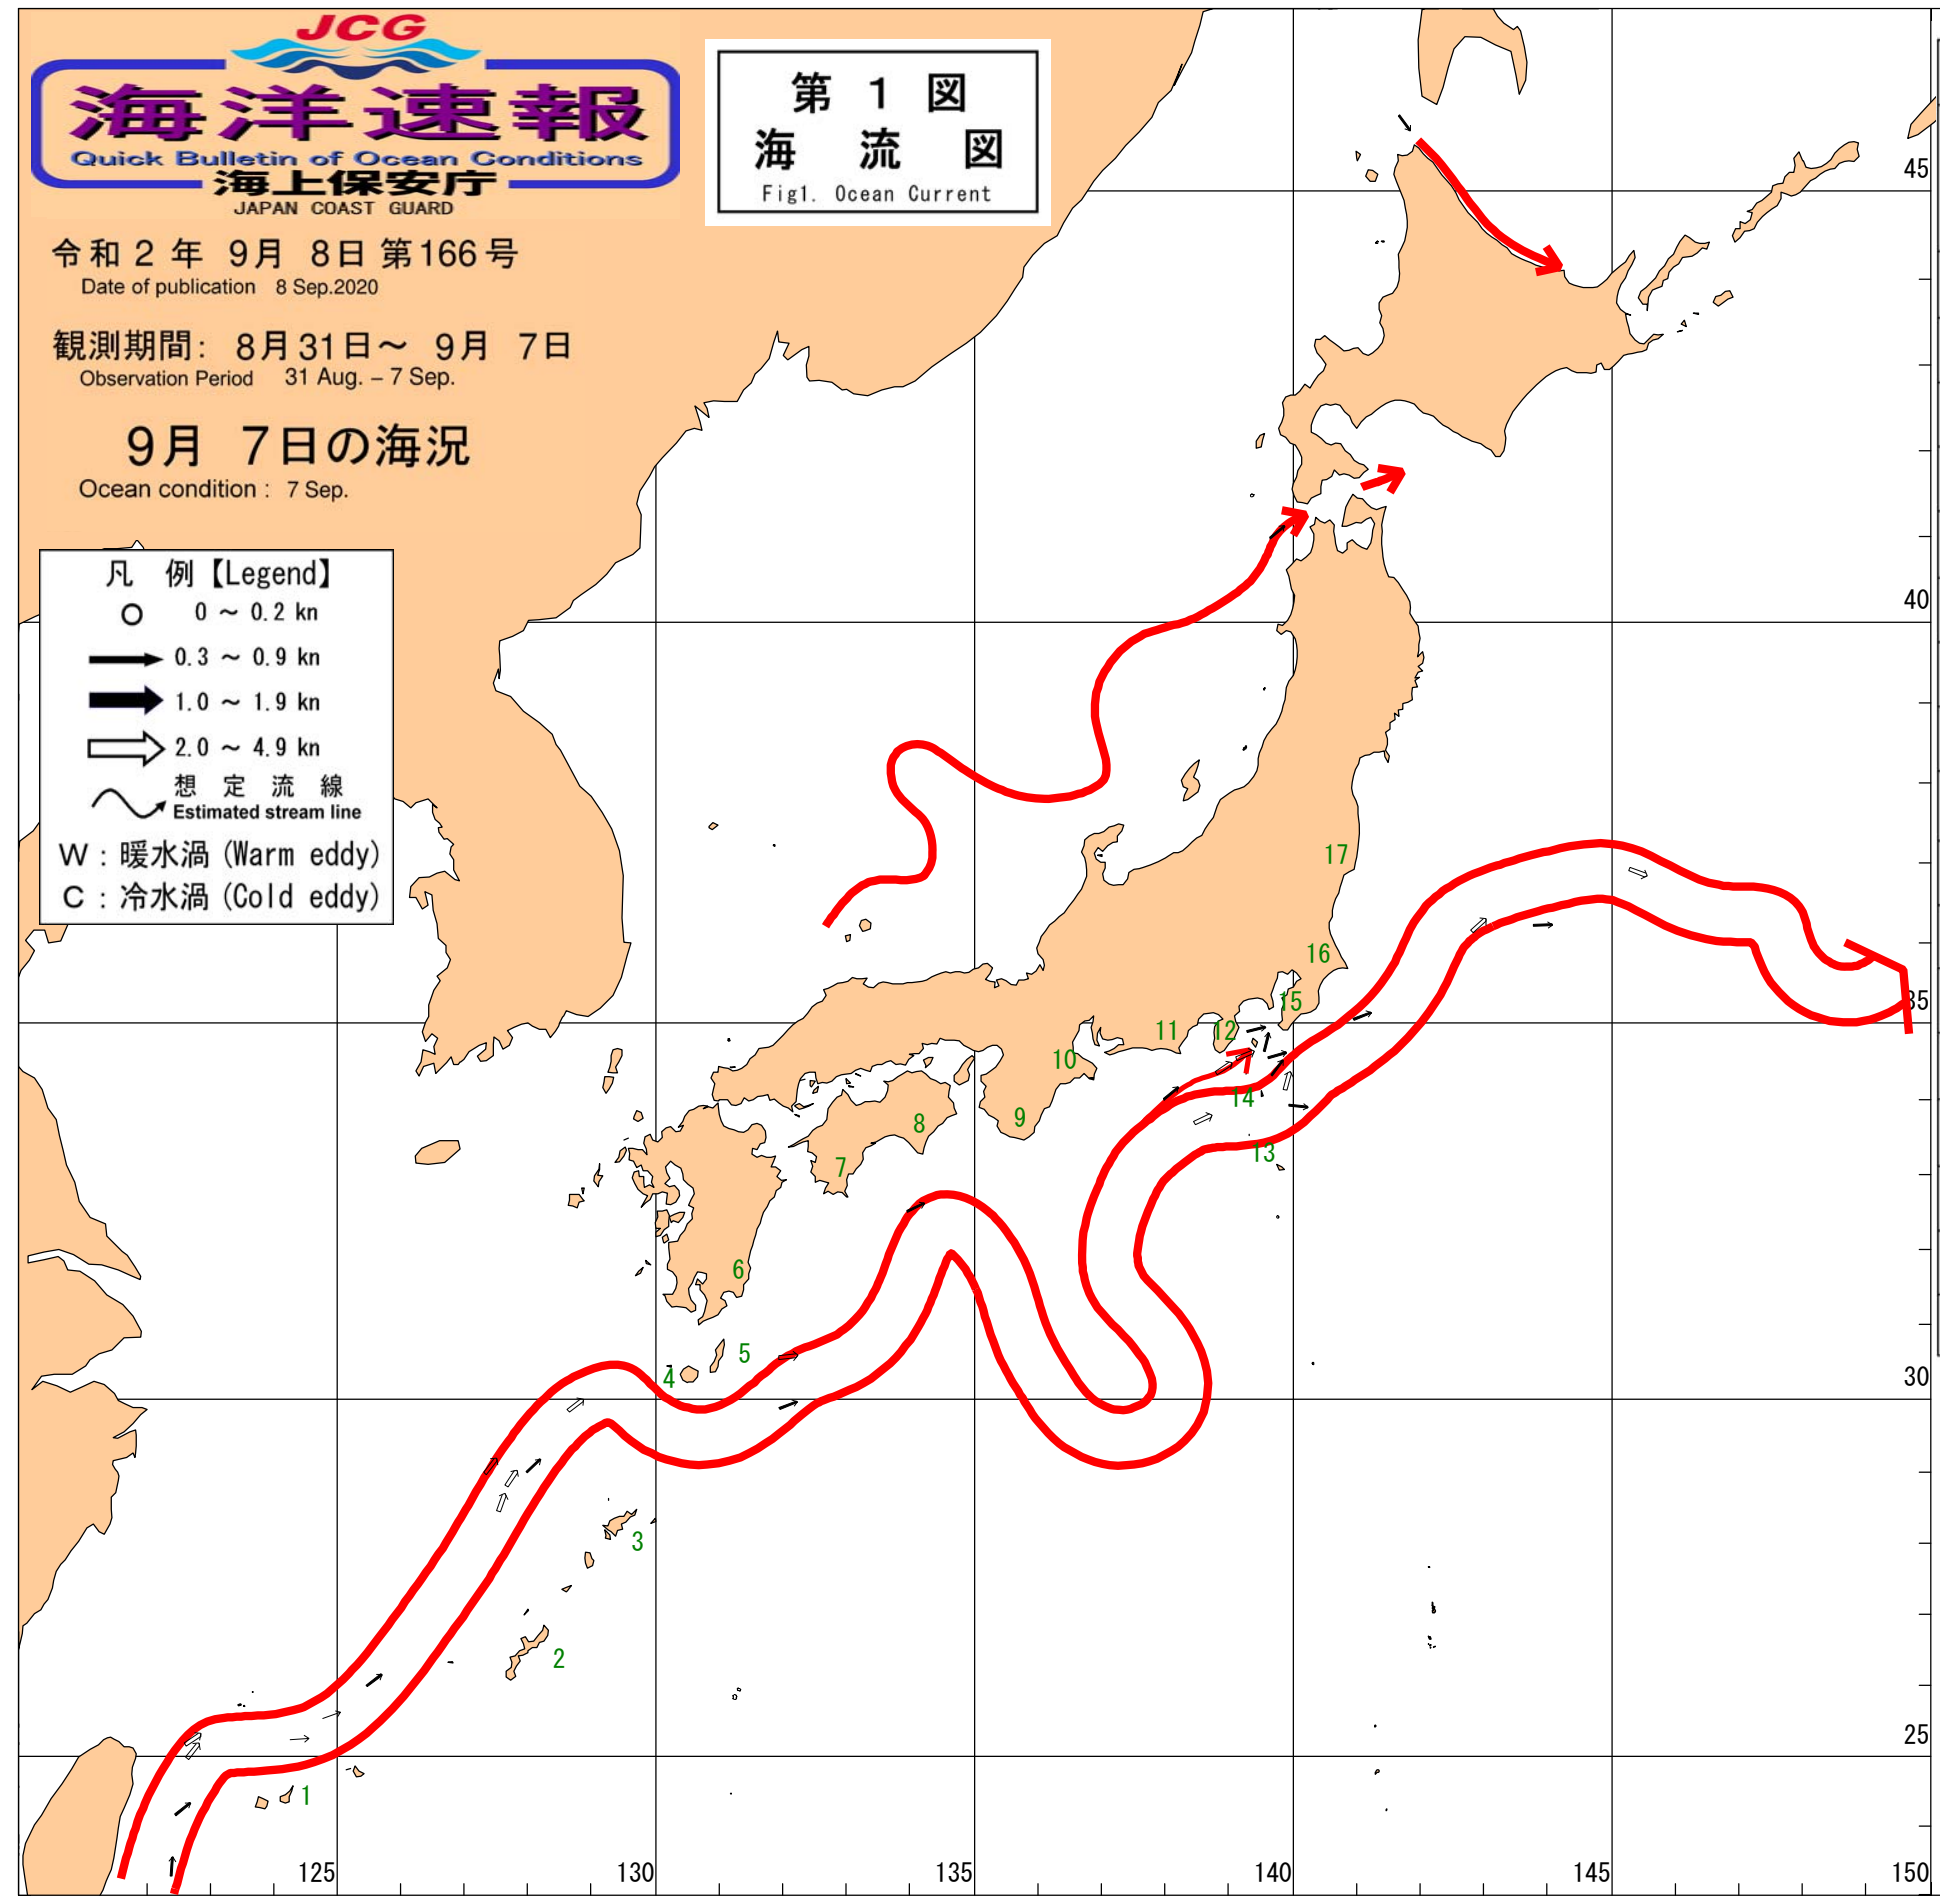 JCG
海洋速報
Quick Bulletin of Ocean Conditions
海上保安庁
JAPAN COAST GUARD
第 1 図
海 流 図
Fig1. Ocean Current
令和 2 年 9月 8日 第166号
Date of publication 8 Sep.2020
観測期間: 8月31日～ 9月 7日
Observation Period 31 Aug. – 7 Sep.
9月 7日の海況
Ocean condition : 7 Sep.
凡 例【Legend】
0 ～ 0.2 kn
0.3 ～ 0.9 kn
1.0 ～ 1.9 kn
2.0 ～ 4.9 kn
想 定 流 線
Estimated stream line
W : 暖水渦 (Warm eddy)
C : 冷水渦 (Cold eddy)
45
40
35
30
25
125
130
135
140
145
150
1
2
3
4
5
6
7
8
9
10
11
12
13
14
15
16
17